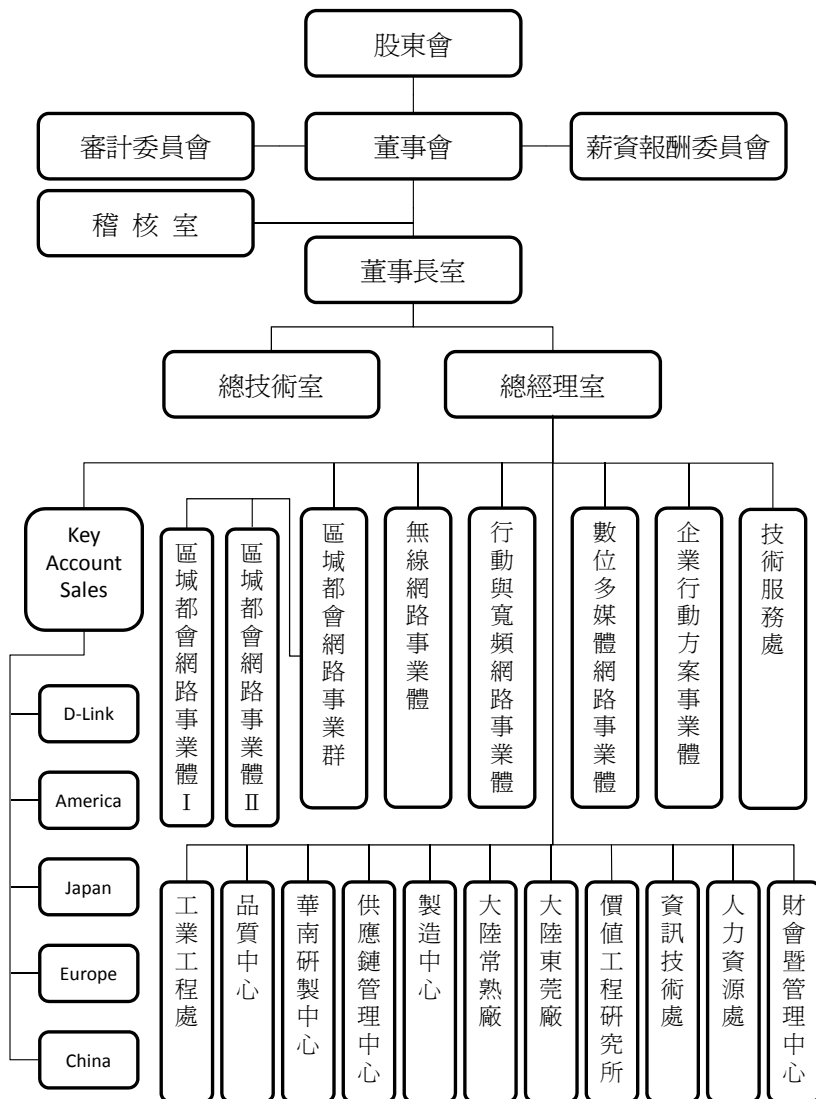 股東會
審計委員會
董事會
薪資報酬委員會
稽 核 室
董事長室
總技術室
總經理室
Key
Account
Sales
區堿都會網路事業體Ⅰ
區堿都會網路事業體Ⅱ
區堿都會網路事業群
無線網路事業體
行動與寬頻網路事業體
數位多媒體網路事業體
企業行動方案事業體
技術服務處
D-Link
America
Japan
Europe
China
工業工程處
品質中心
華南研製中心
供應鏈管理中心
製造中心
大陸常熟廠
大陸東莞廠
價值工程研究所
資訊技術處
人力資源處
財會暨管理中心